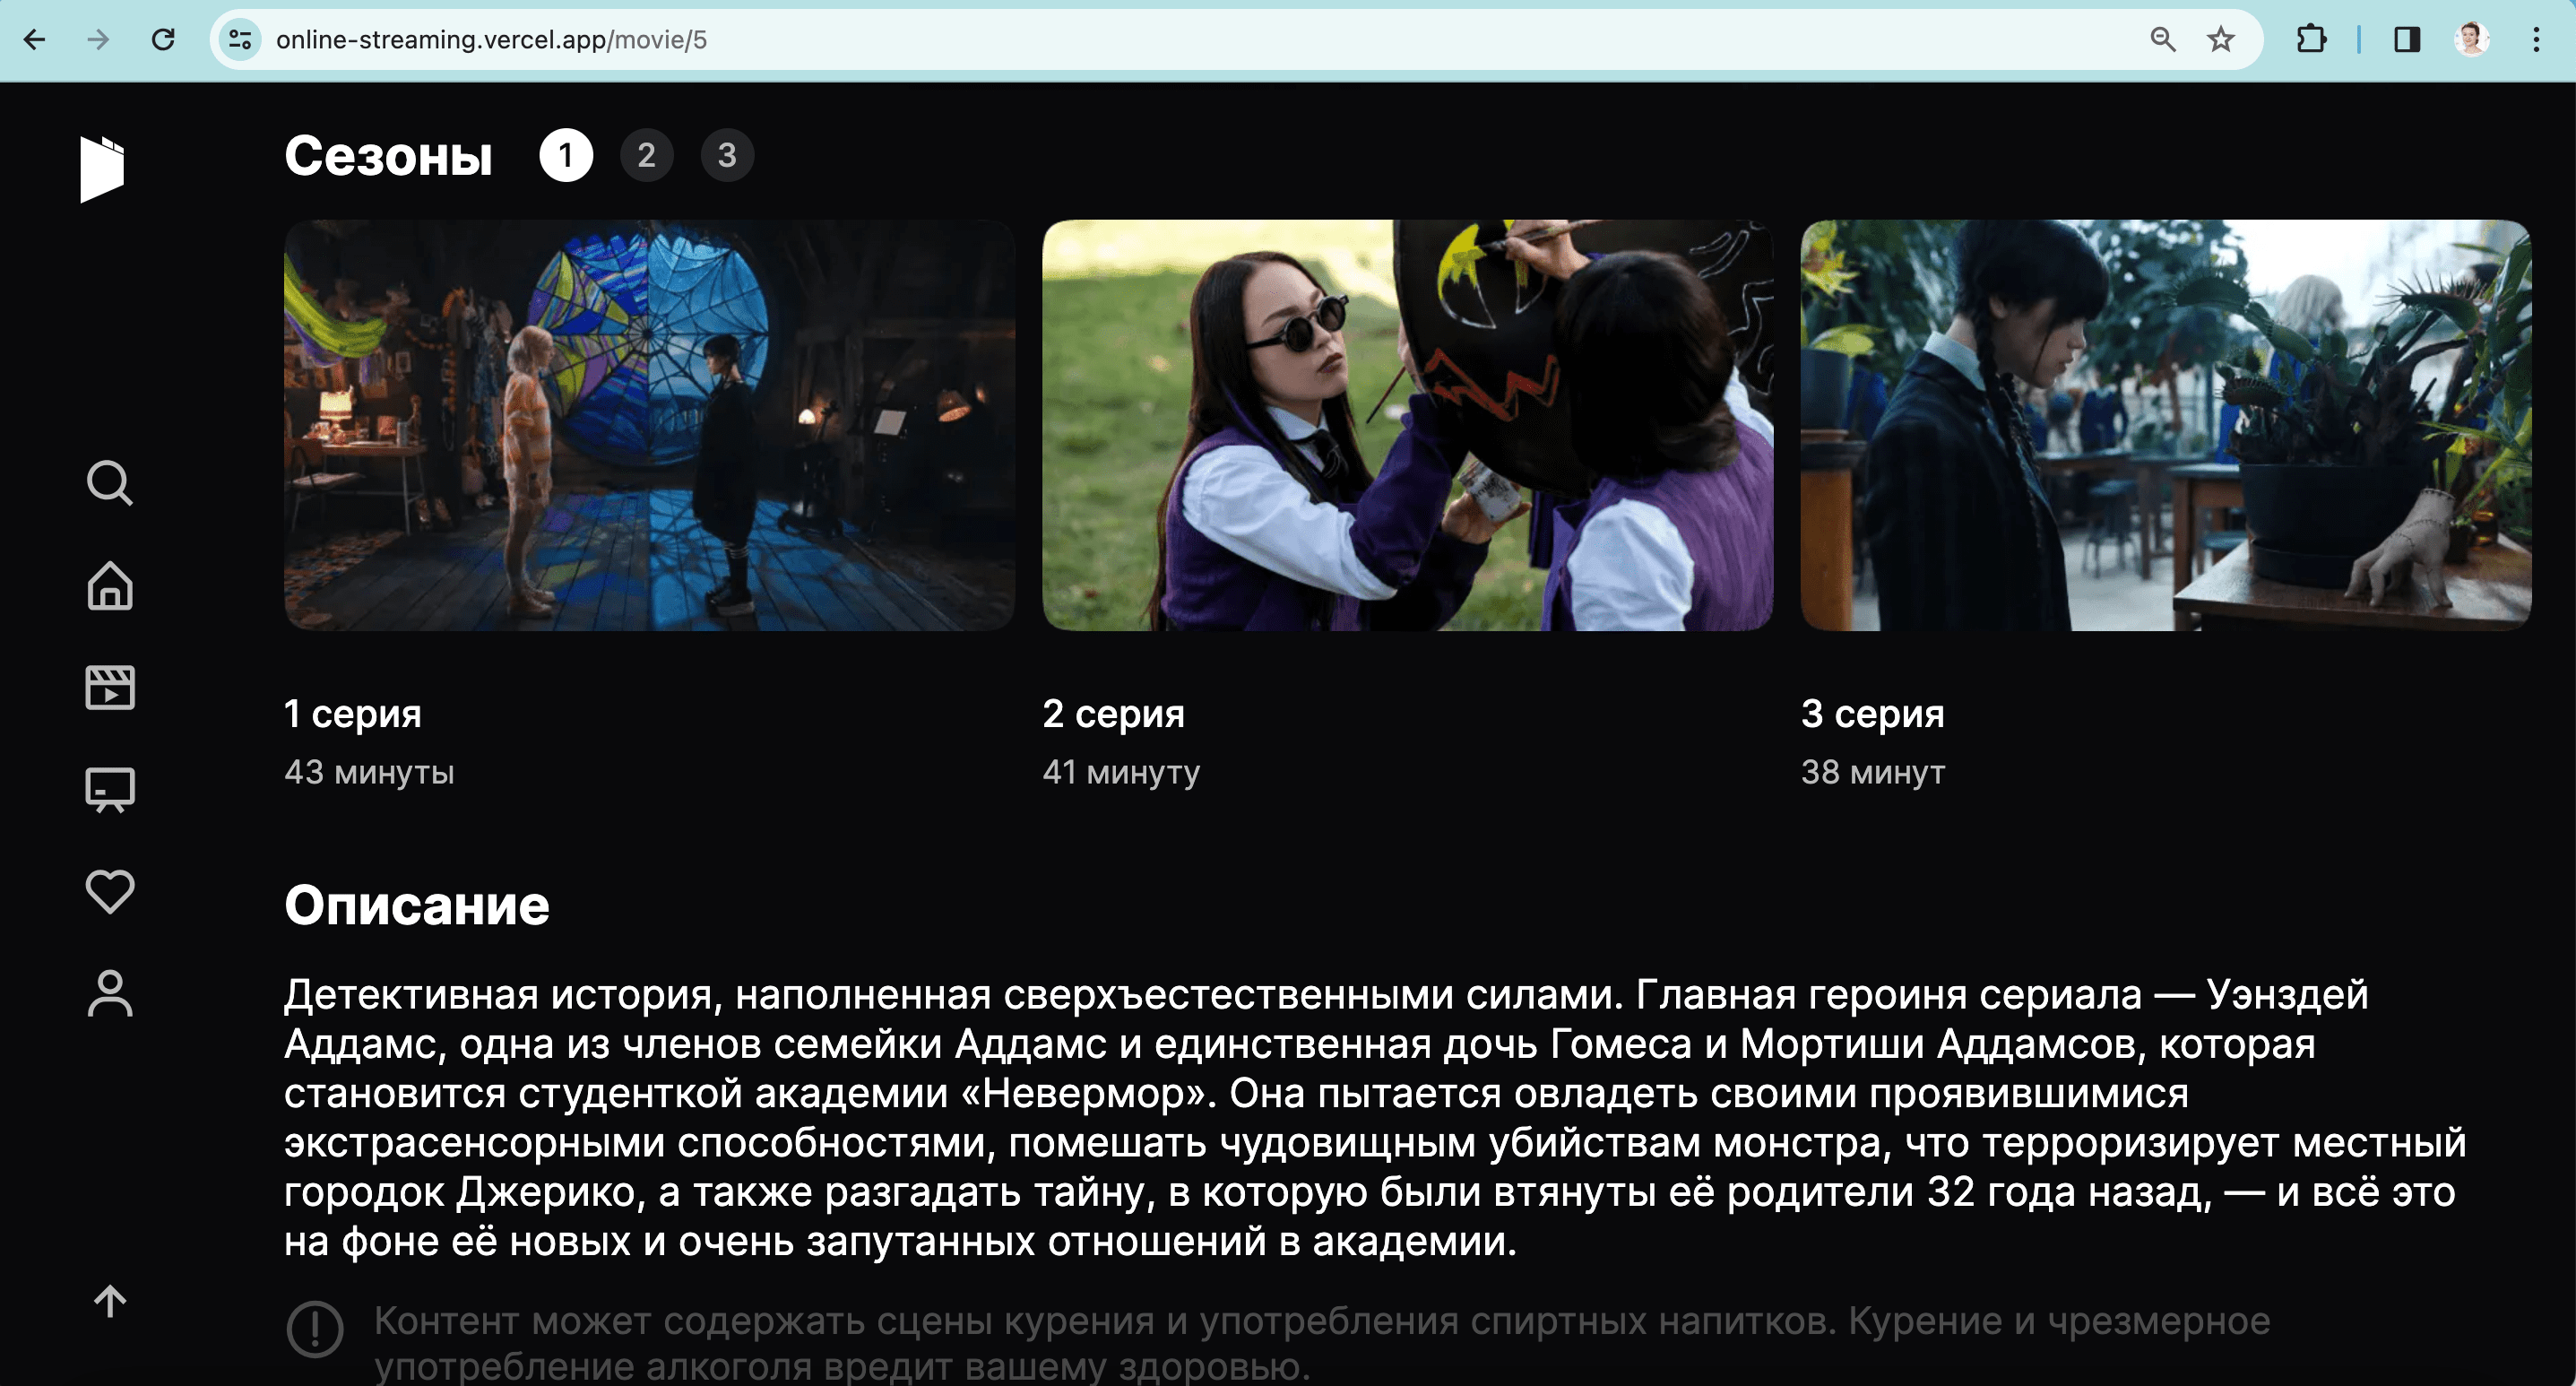 online-streaming.vercel.app/movie/5
Сезоны 1 2 3
1 серия 2 серия 3 серия
43 минуты 41 минуту 38 минут
Описание
Детективная история, наполненная сверхъестественными силами. Главная героиня сериала — Уэнздей
Аддамс, одна из членов семейки Аддамс и единственная дочь Гомеса и Мортиши Аддамсов, которая
становится студенткой академии «Невермор». Она пытается овладеть своими проявившимися
экстрасенсорными способностями, помешать чудовищным убийствам монстра, что терроризирует местный
городок Джерико, а также разгадать тайну, в которую были втянуты её родители 32 года назад, — и всё это
на фоне её новых и очень запутанных отношений в академии.
Контент может содержать сцены курения и употребления спиртных напитков. Курение и чрезмерное
употребление алкоголя вредит вашему здоровью.